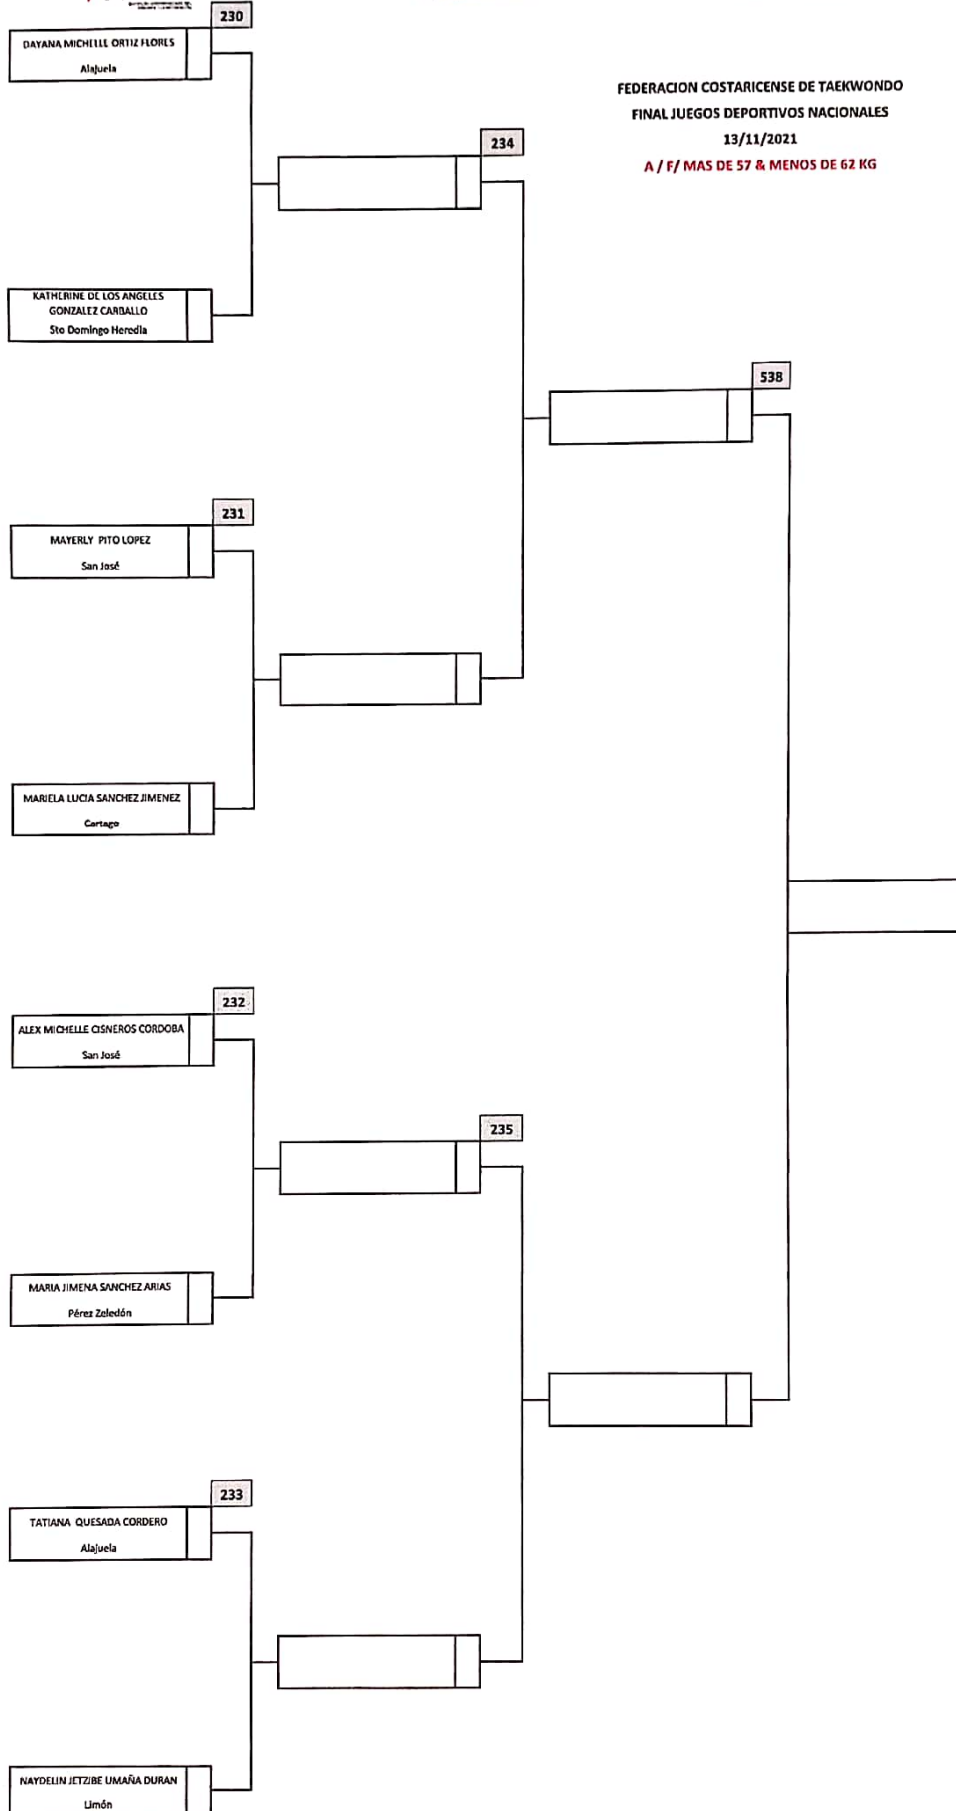 230
DAYANA MICHELLE ORTIZ FLORES
Alajuela
FEDERACION COSTARICENSE DE TAEKWONDO
FINAL JUEGOS DEPORTIVOS NACIONALES
13/11/2021
A / F/ MAS DE 57 & MENOS DE 62 KG
234
KATHERINE DE LOS ANGELES
GONZALEZ CARBALLO
Sto Domingo Heredia
538
231
MAYERLY PITO LOPEZ
San José
MARIELA LUCIA SANCHEZ JIMENEZ
Cartago
232
ALEX MICHELLE CISNEROS CORDOBA
San José
235
MARIA JIMENA SANCHEZ ARIAS
Pérez Zeledón
233
TATIANA QUESADA CORDERO
Alajuela
NAYDELIN JETZIBE UMAÑA DURAN
Limón